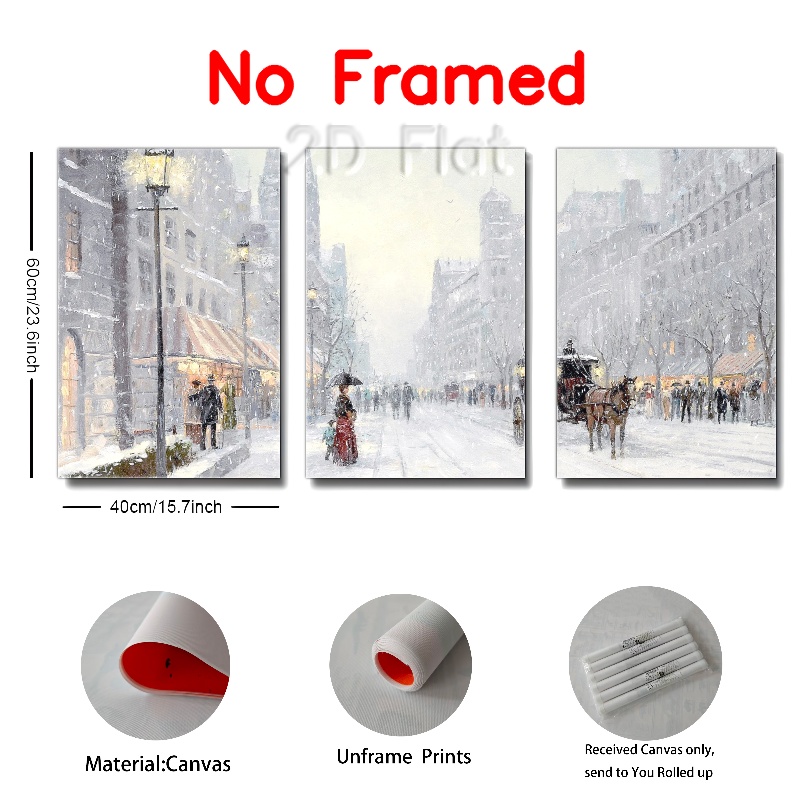 No Framed
2D Flat
60cm/23.6inch
40cm/15.7inch
Material:Canvas
Unframe Prints
Received Canvas only,
send to You Rolled up